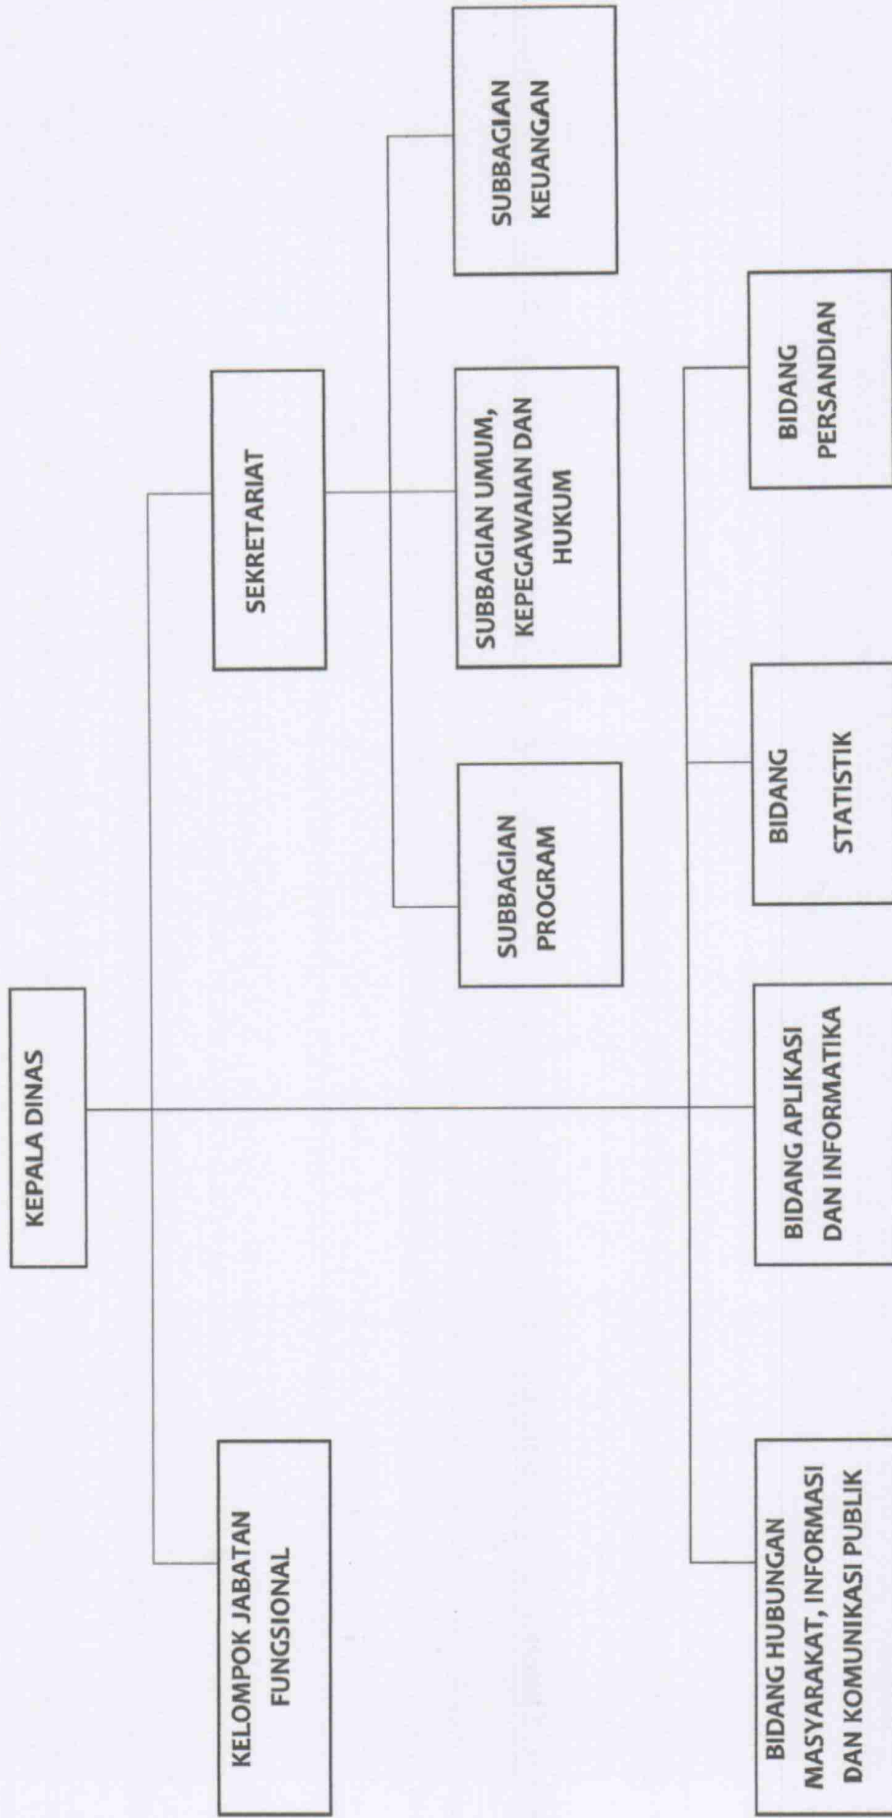 KEPALA DINAS
KELOMPOK JABATAN
FUNGSIONAL
SEKRETARIAT
SUBBAGIAN
PROGRAM
SUBBAGIAN UMUM,
KEPEGAWAIAN DAN
HUKUM
SUBBAGIAN
KEUANGAN
BIDANG HUBUNGAN
MASYARAKAT, INFORMASI
DAN KOMUNIKASI PUBLIK
BIDANG APLIKASI
DAN INFORMATIKA
BIDANG
STATISTIK
BIDANG
PERSANDIAN